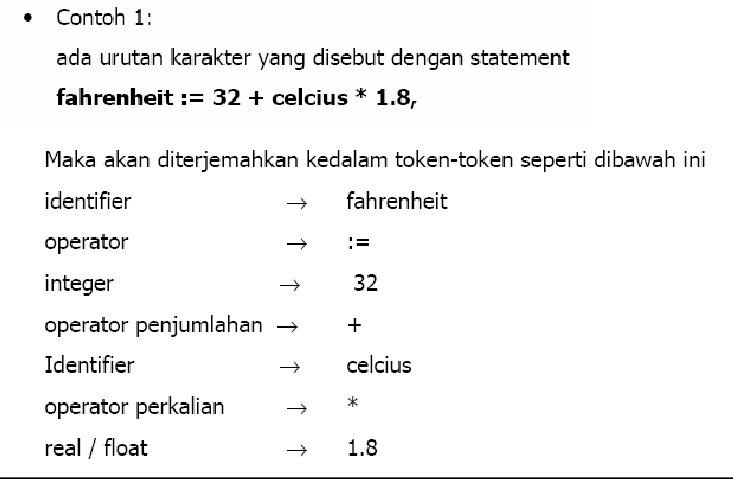 • Contoh 1:
ada urutan karakter yang disebut dengan statement
fahrenheit := 32 + celcius * 1.8,
Maka akan diterjemahkan kedalam token-token seperti dibawah ini
identifier → fahrenheit
operator → :=
integer → 32
operator penjumlahan → +
Identifier → celcius
operator perkalian → *
real / float → 1.8